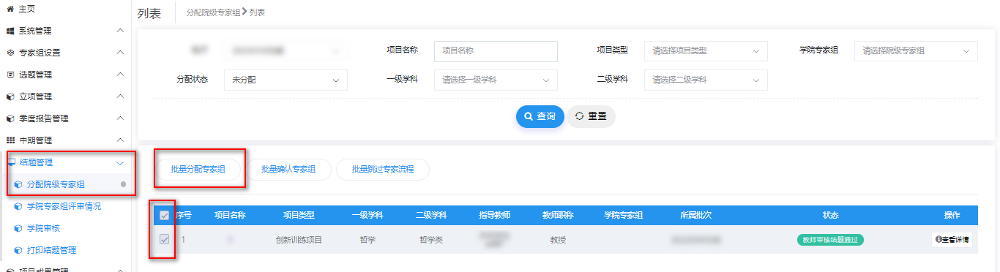 主页
系统管理
专家组设置
选题管理
立项管理
季度报告管理
中期管理
结题管理
分配院级专家组
学院专家组评审情况
学院审核
打印结题管理
项目成果管理
列表 分配院级专家组 列表
项目名称 项目名称 项目类型 请选择项目类型 学院专家组 请选择院级专家组
分配状态 未分配 一级学科 请选择一级学科 二级学科 请选择二级学科
查询 重置
批量分配专家组 批量确认专家组 批量跳过专家流程
序号 项目名称 项目类型 一级学科 二级学科 指导教师 教师职称 学院专家组 所属批次 状态 操作
1 创新训练项目 哲学 哲学类 教授 教师审核结题通过 查看详情